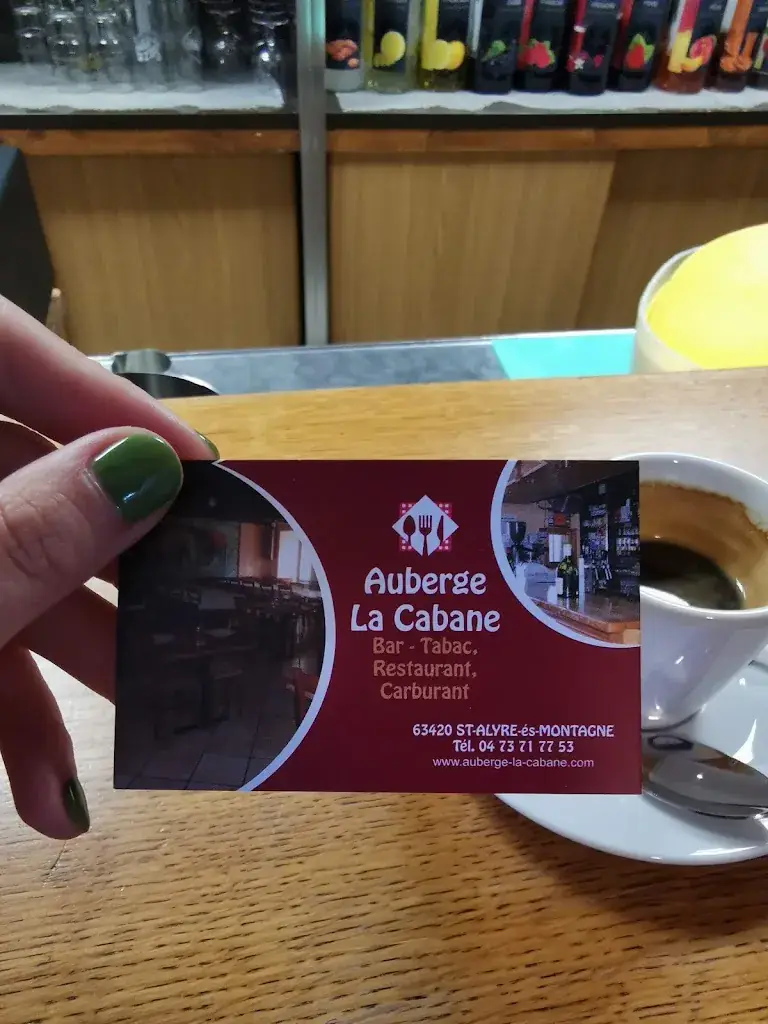 Auberge
La Cabane
Bar - Tabac,
Restaurant,
Carburant
63420 ST-ALYRE-és-MONTAGNE
Tél. 04 73 71 77 53
www.auberge-la-cabane.com